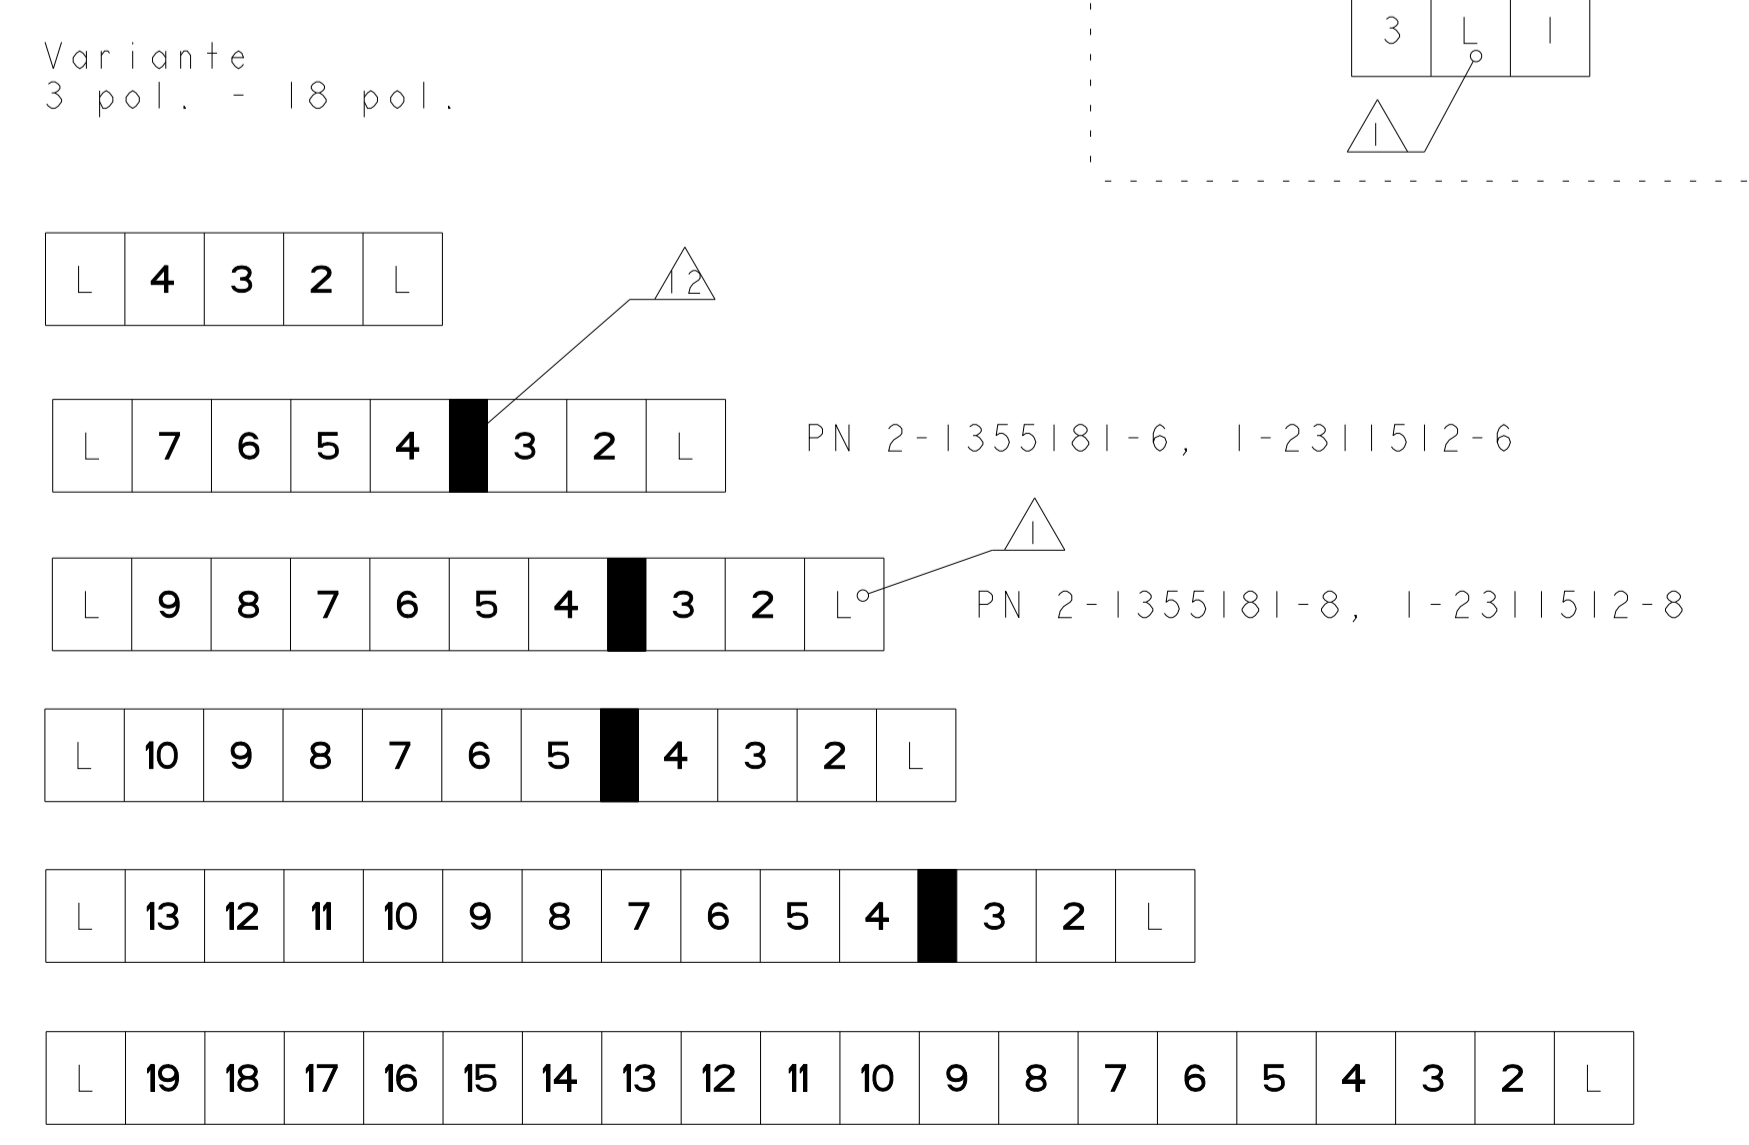 Variante
3 pol. - 18 pol.
3 L 1
1
L 4 3 2 L
12
L 7 6 5 4 3 2 L
PN 2-1355181-6, 1-2311512-6
1
L 9 8 7 6 5 4 3 2 L
PN 2-1355181-8, 1-2311512-8
L 10 9 8 7 6 5 4 3 2 L
L 13 12 11 10 9 8 7 6 5 4 3 2 L
L 19 18 17 16 15 14 13 12 11 10 9 8 7 6 5 4 3 2 L